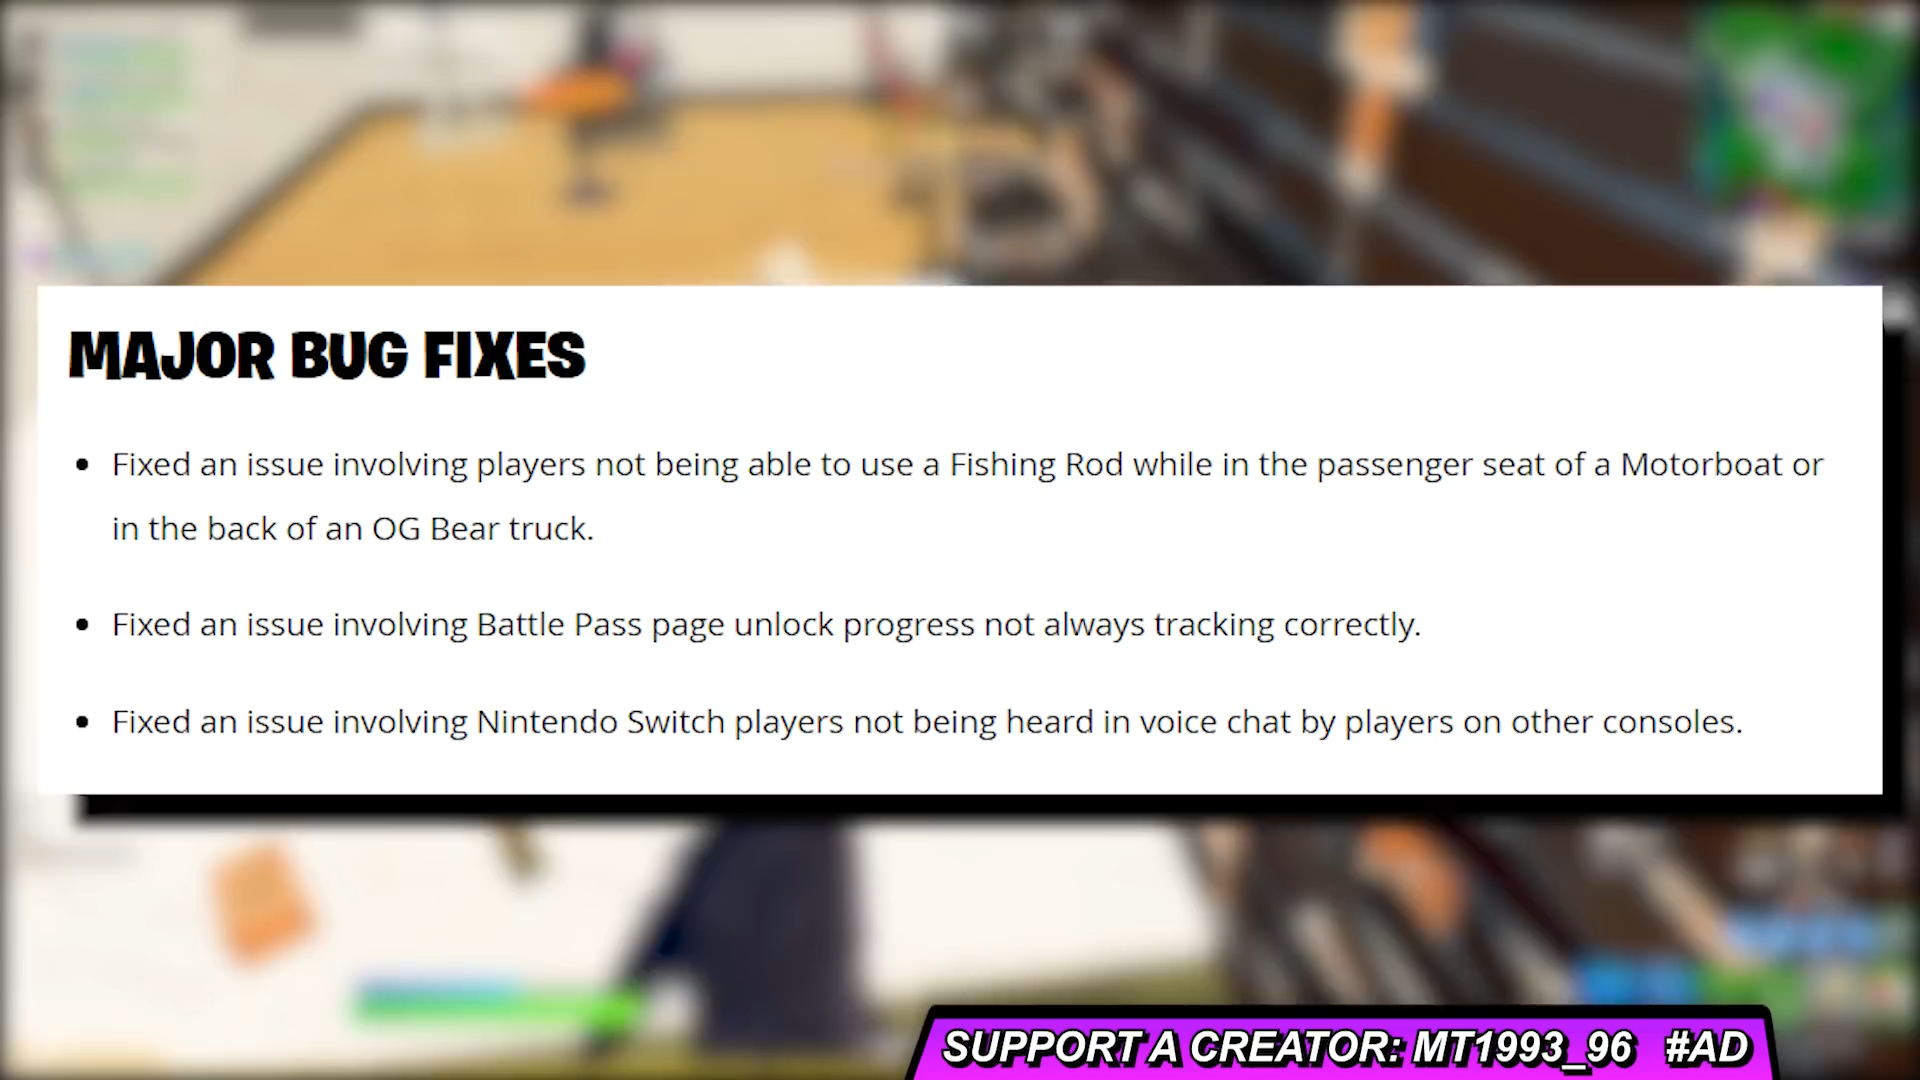 MAJOR BUG FIXES
• Fixed an issue involving players not being able to use a Fishing Rod while in the passenger seat of a Motorboat or
in the back of an OG Bear truck.
• Fixed an issue involving Battle Pass page unlock progress not always tracking correctly.
• Fixed an issue involving Nintendo Switch players not being heard in voice chat by players on other consoles.
SUPPORT A CREATOR: MT1993_96 #AD